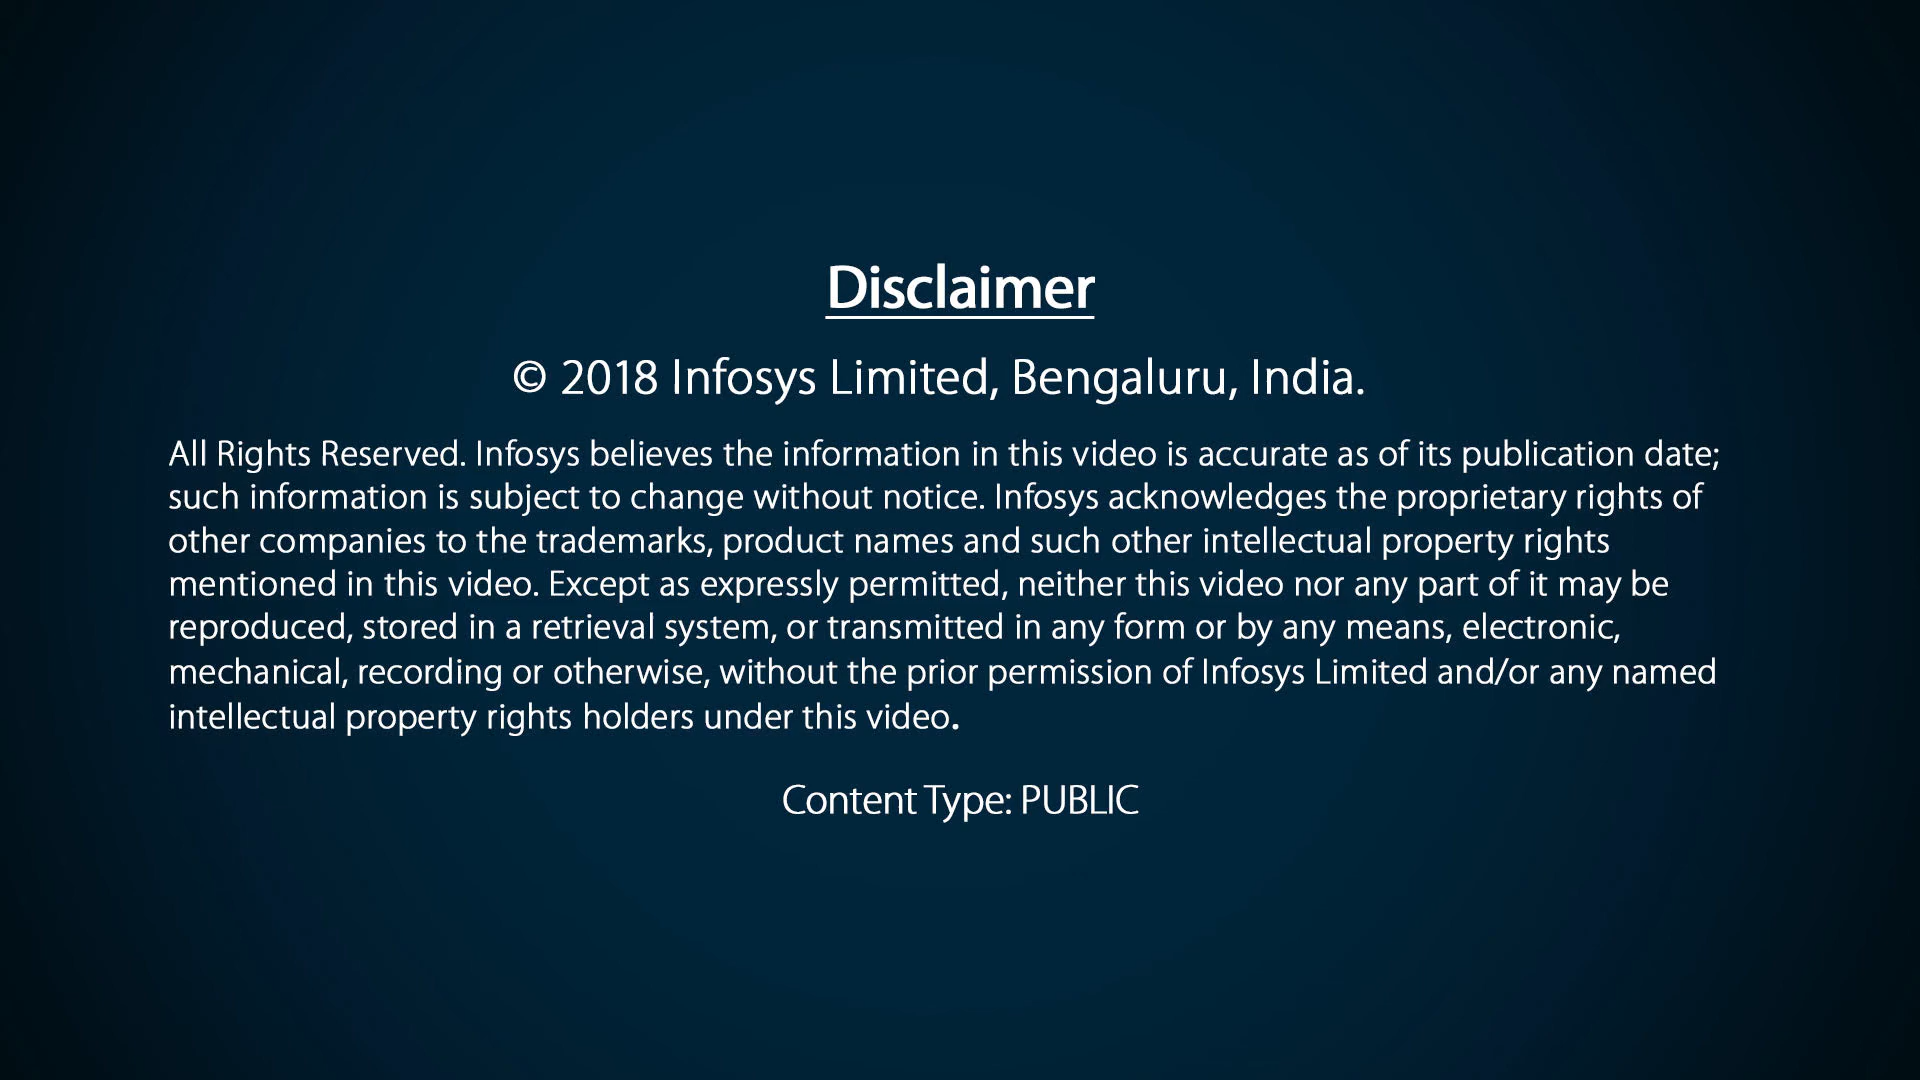 Disclaimer
© 2018 Infosys Limited, Bengaluru, India.
All Rights Reserved. Infosys believes the information in this video is accurate as of its publication date;
such information is subject to change without notice. Infosys acknowledges the proprietary rights of
other companies to the trademarks, product names and such other intellectual property rights
mentioned in this video. Except as expressly permitted, neither this video nor any part of it may be
reproduced, stored in a retrieval system, or transmitted in any form or by any means, electronic,
mechanical, recording or otherwise, without the prior permission of Infosys Limited and/or any named
intellectual property rights holders under this video.
Content Type: PUBLIC